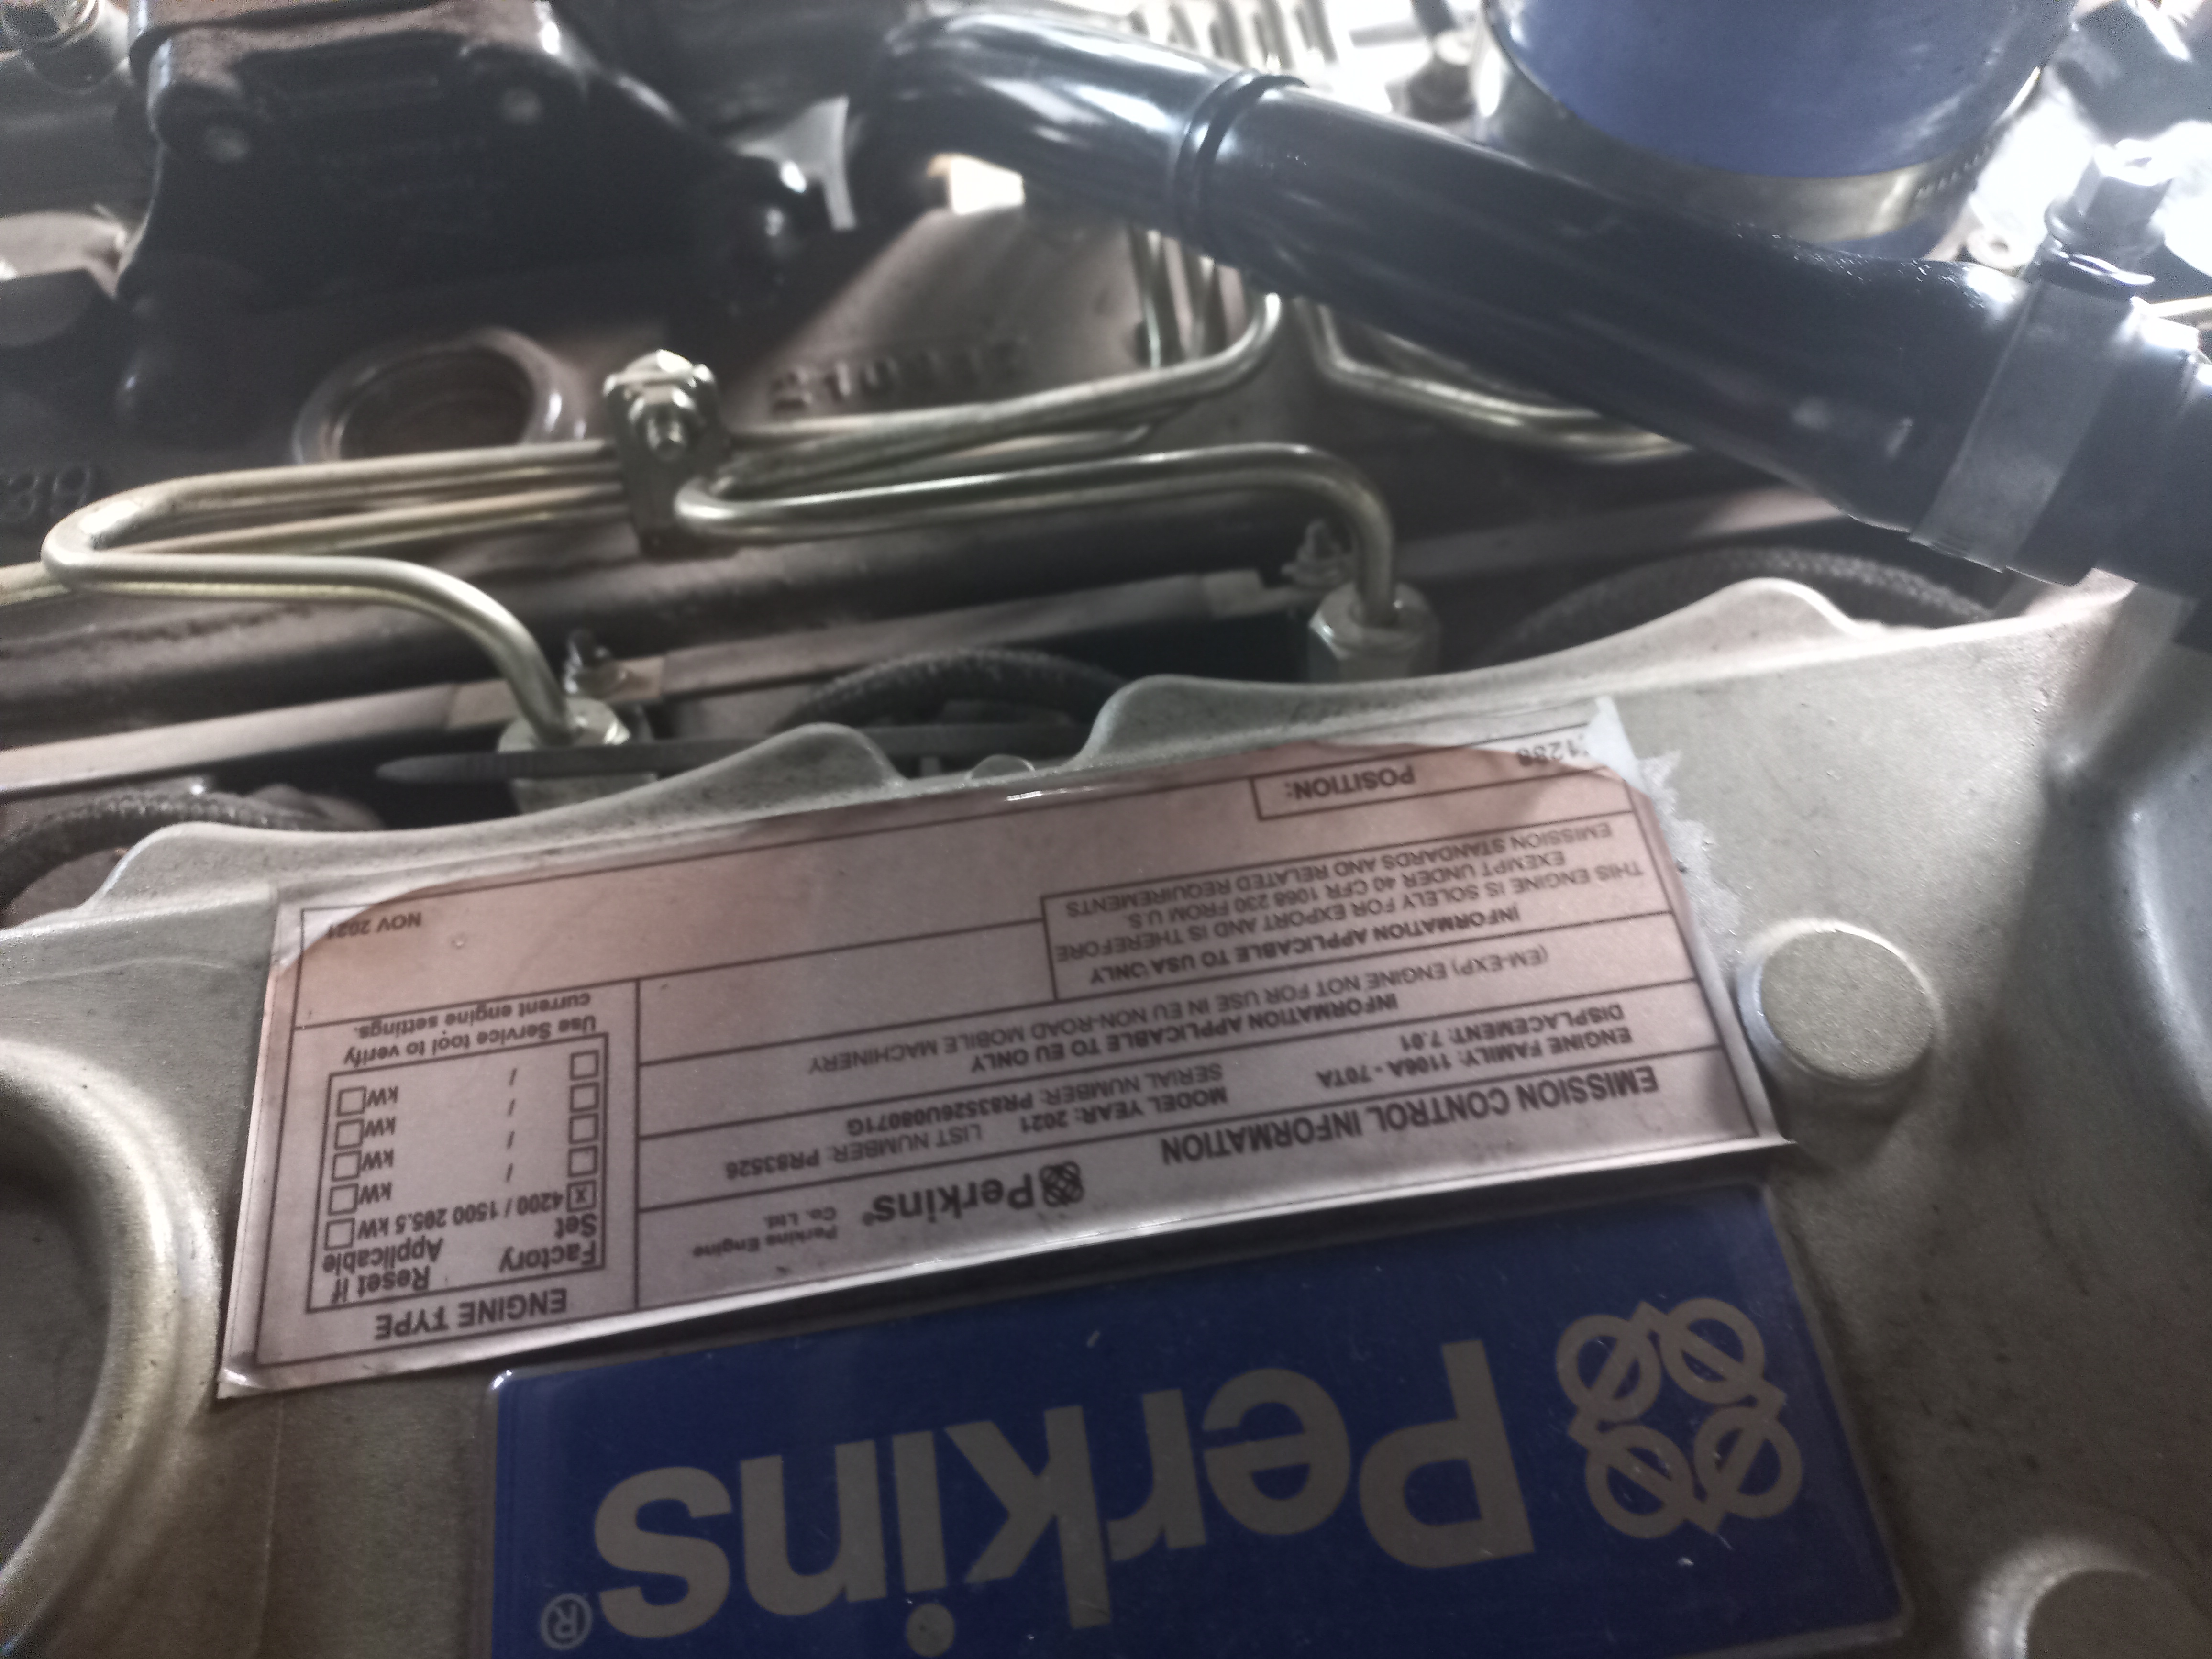 Perkins®
EMISSION CONTROL INFORMATION
Perkins®
Perkins Engine
Co. Ltd.
ENGINE FAMILY: 1106A - 70TA
MODEL YEAR: 2021
LIST NUMBER: PR83526
DISPLACEMENT: 7.01
SERIAL NUMBER: PR83526U08071G
INFORMATION APPLICABLE TO EU ONLY
(EM-EXP) ENGINE NOT FOR USE IN EU NON-ROAD MOBILE MACHINERY
INFORMATION APPLICABLE TO USA ONLY
THIS ENGINE IS SOLELY FOR EXPORT AND IS THEREFORE
EXEMPT UNDER 40 CFR 1068 230 FROM U.S.
EMISSION STANDARDS AND RELATED REQUIREMENTS
POSITION:
ENGINE TYPE
Factory
Set
Reset if
Applicable
X 4200 / 1500 205.5 kW
/ kW
/ kW
/ kW
/ kW
Use Service tool to verify
current engine settings.
NOV 2021